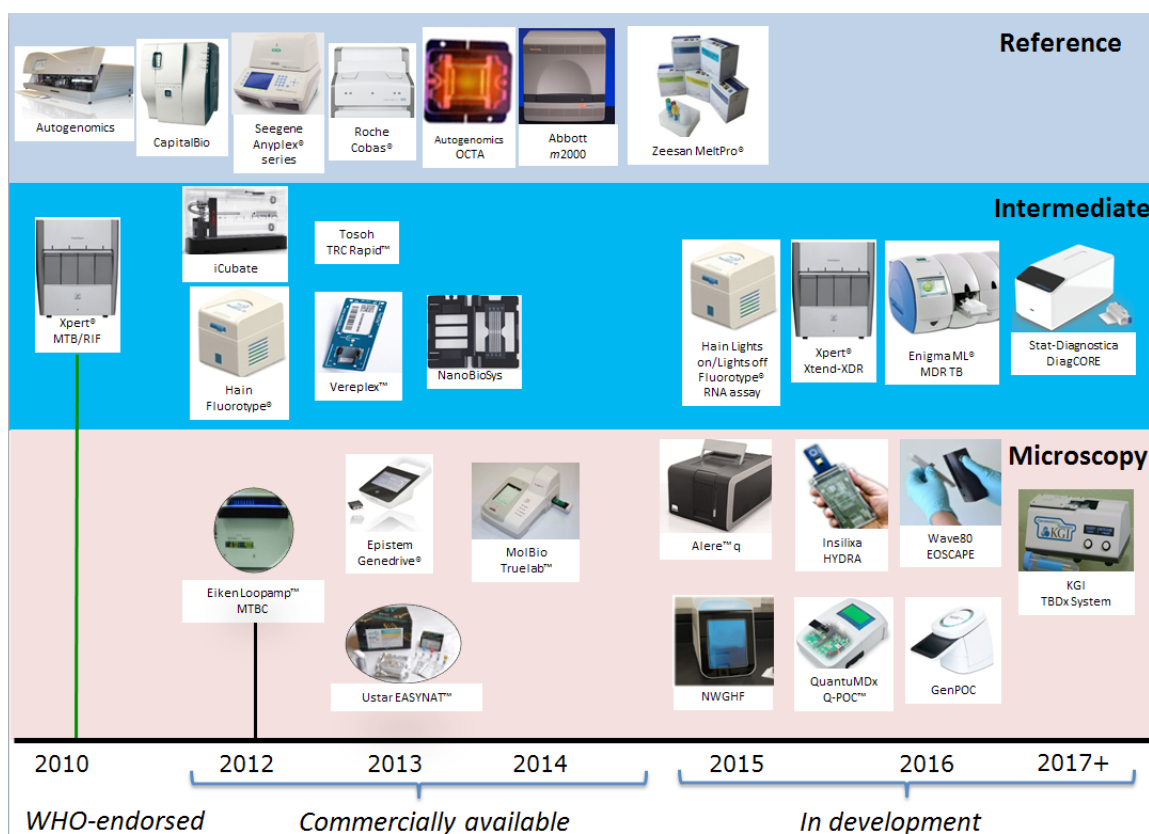 Reference
Autogenomics
CapitalBio
Seegene
Anyplex®
series
Roche
Cobas®
Autogenomics
OCTA
Abbott
m2000
Zeesan MeltPro®
Intermediate
Xpert®
MTB/RIF
iCubate
Tosoh
TRC Rapid™
Hain
Fluorotype®
Vereplex™
NanoBioSys
Hain Lights
on/Lights off
Fluorotype®
RNA assay
Xpert®
Xtend-XDR
Enigma ML®
MDR TB
Stat-Diagnostica
DiagCORE
Microscopy
Eiken Loopamp™
MTBC
Epistem
Genedrive®
MolBio
Truelab™
Ustar EASYNAT™
Alere™ q
Insilixa
HYDRA
Wave80
EOSCAPE
KGI
KGI
TBDx System
NWGHF
QuantuMDx
Q-POC™
GenPOC
2010
2012
2013
2014
2015
2016
2017+
WHO-endorsed
Commercially available
In development